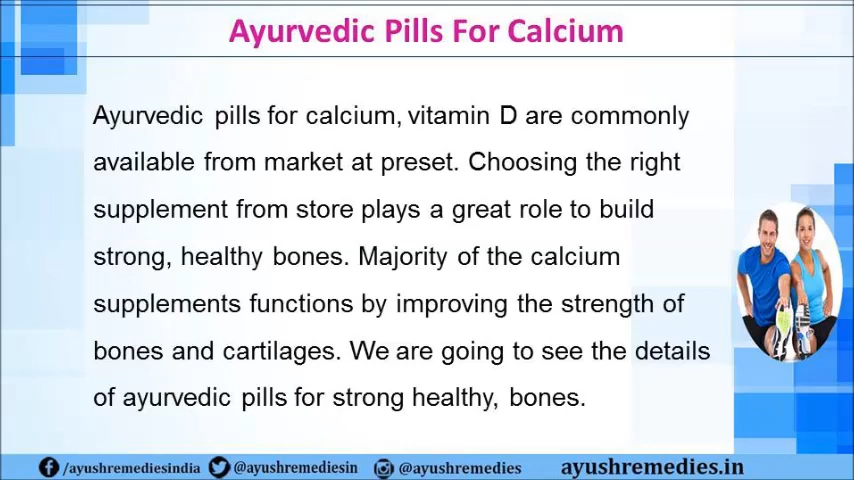 Ayurvedic Pills For Calcium
Ayurvedic pills for calcium, vitamin D are commonly
available from market at preset. Choosing the right
supplement from store plays a great role to build
strong, healthy bones. Majority of the calcium
supplements functions by improving the strength of
bones and cartilages. We are going to see the details
of ayurvedic pills for strong healthy, bones.
/ayushremediesindia @ayushremediesin @ayushremedies ayushremedies.in